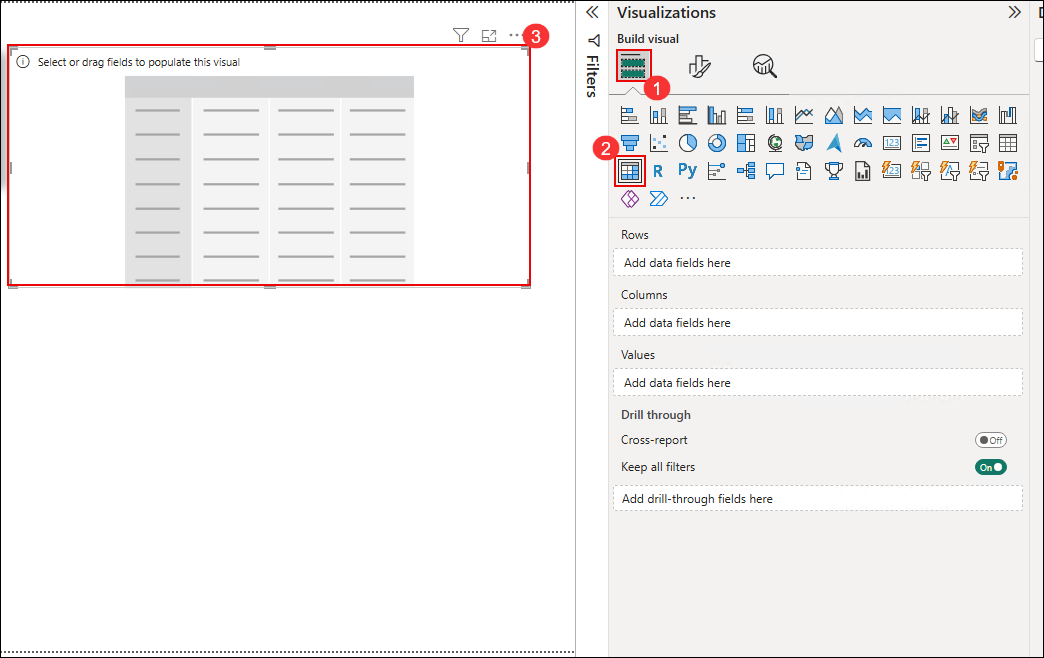 Visualizations
Build visual
3
1
2
Select or drag fields to populate this visual
Filters
123
R
Py
123
Rows
Add data fields here
Columns
Add data fields here
Values
Add data fields here
Drill through
Cross-report
Off
Keep all filters
On
Add drill-through fields here